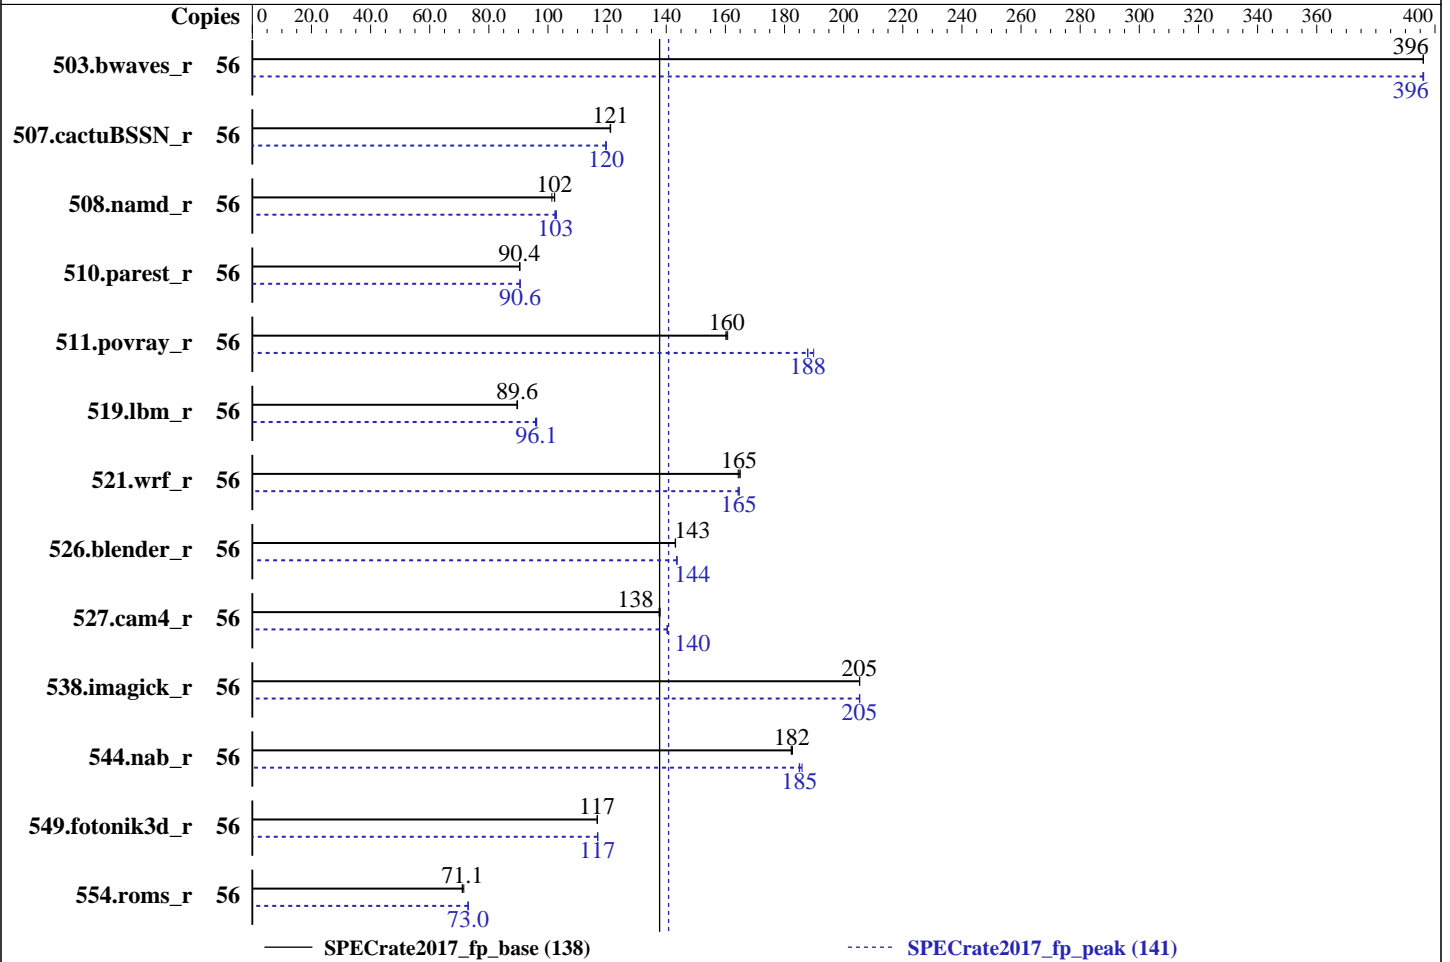 Copies 0 20.0 40.0 60.0 80.0 100 120 140 160 180 200 220 240 260 280 300 320 340 360 400
503.bwaves_r 56 396
396
507.cactuBSSN_r 56 121
120
508.namd_r 56 102
103
510.parest_r 56 90.4
90.6
511.povray_r 56 160
188
519.lbm_r 56 89.6
96.1
521.wrf_r 56 165
165
526.blender_r 56 143
144
527.cam4_r 56 138
140
538.imagick_r 56 205
205
544.nab_r 56 182
185
549.fotonik3d_r 56 117
117
554.roms_r 56 71.1
73.0
SPECrate2017_fp_base (138) SPECrate2017_fp_peak (141)